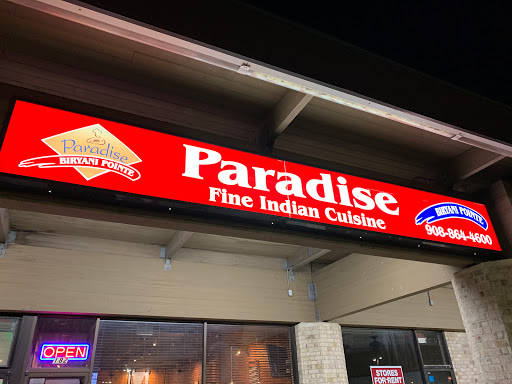 Paradise
BIRYANI POINTE
Paradise
Fine Indian Cuisine
BIRYANI POINTE
908-864-4600
OPEN
STORES
FOR RENT